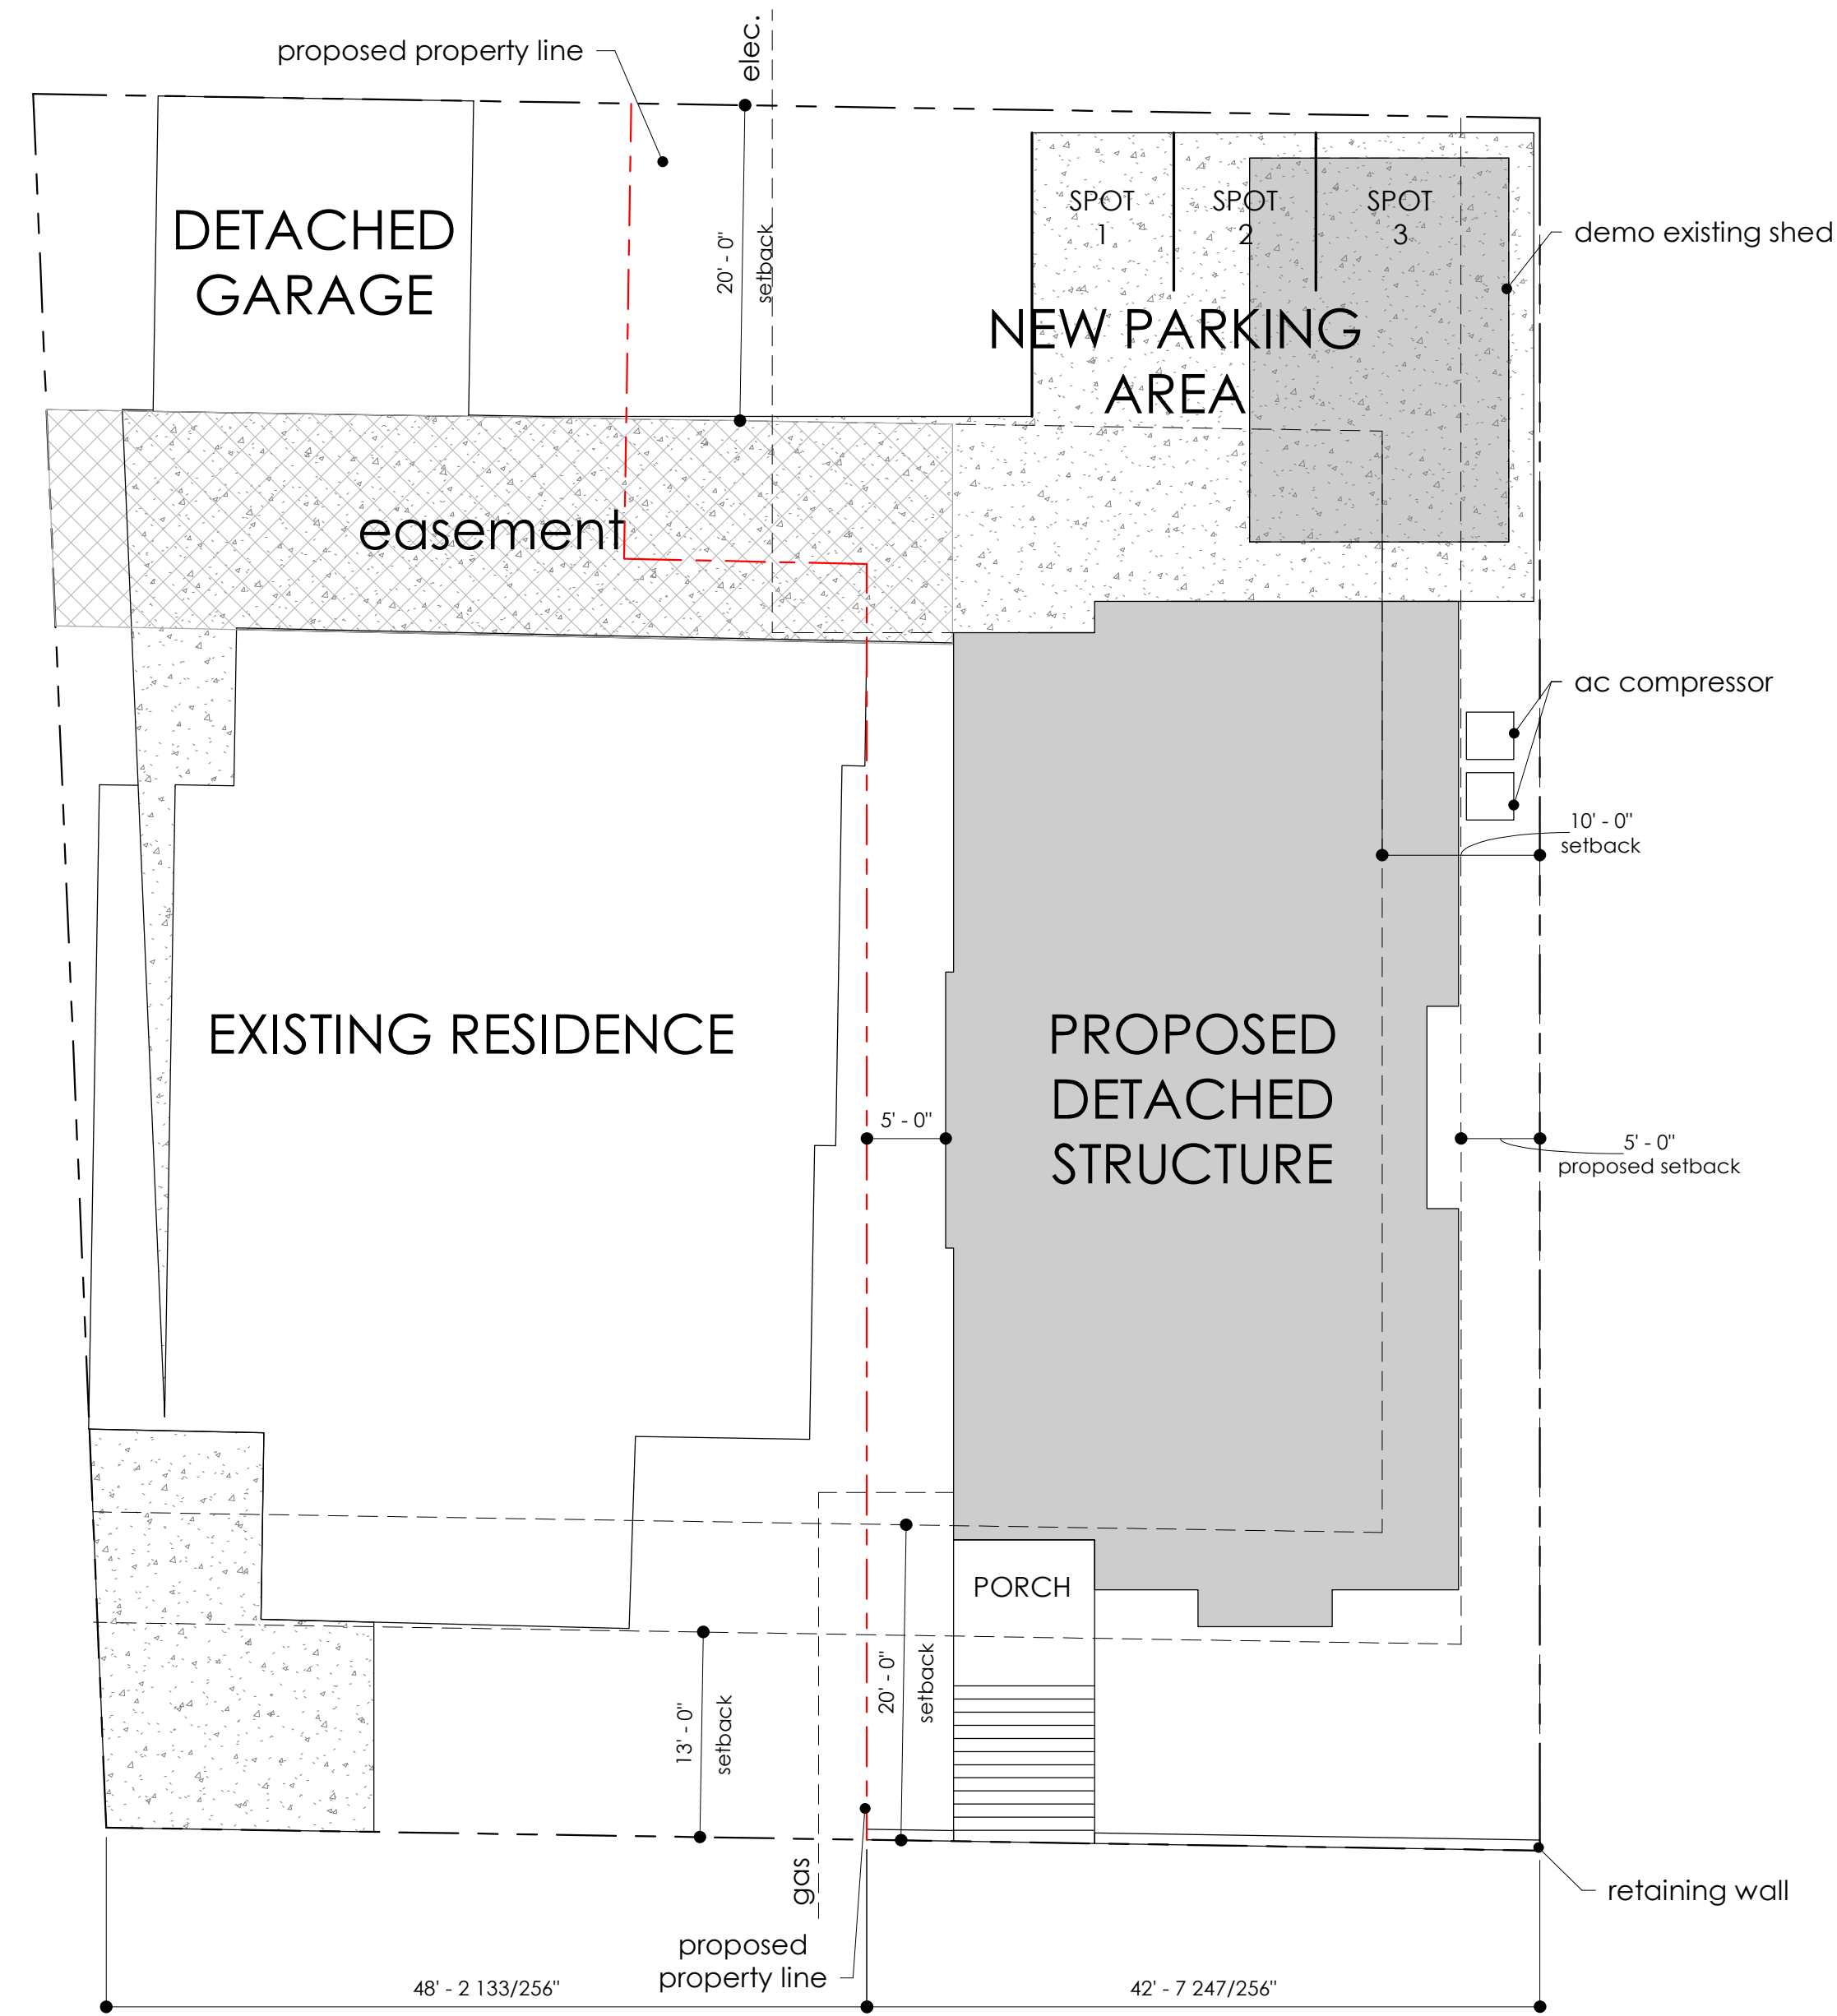 elec.
proposed property line
DETACHED
GARAGE
20' - 0"
setback
SPOT
1
SPOT
2
SPOT
3
demo existing shed
NEW PARKING
AREA
easement
ac compressor
10' - 0"
setback
EXISTING RESIDENCE
PROPOSED
DETACHED
STRUCTURE
5' - 0"
5' - 0"
proposed setback
PORCH
20' - 0"
setback
13' - 0"
setback
gas
retaining wall
proposed
property line
48' - 2 133/256"
42' - 7 247/256"